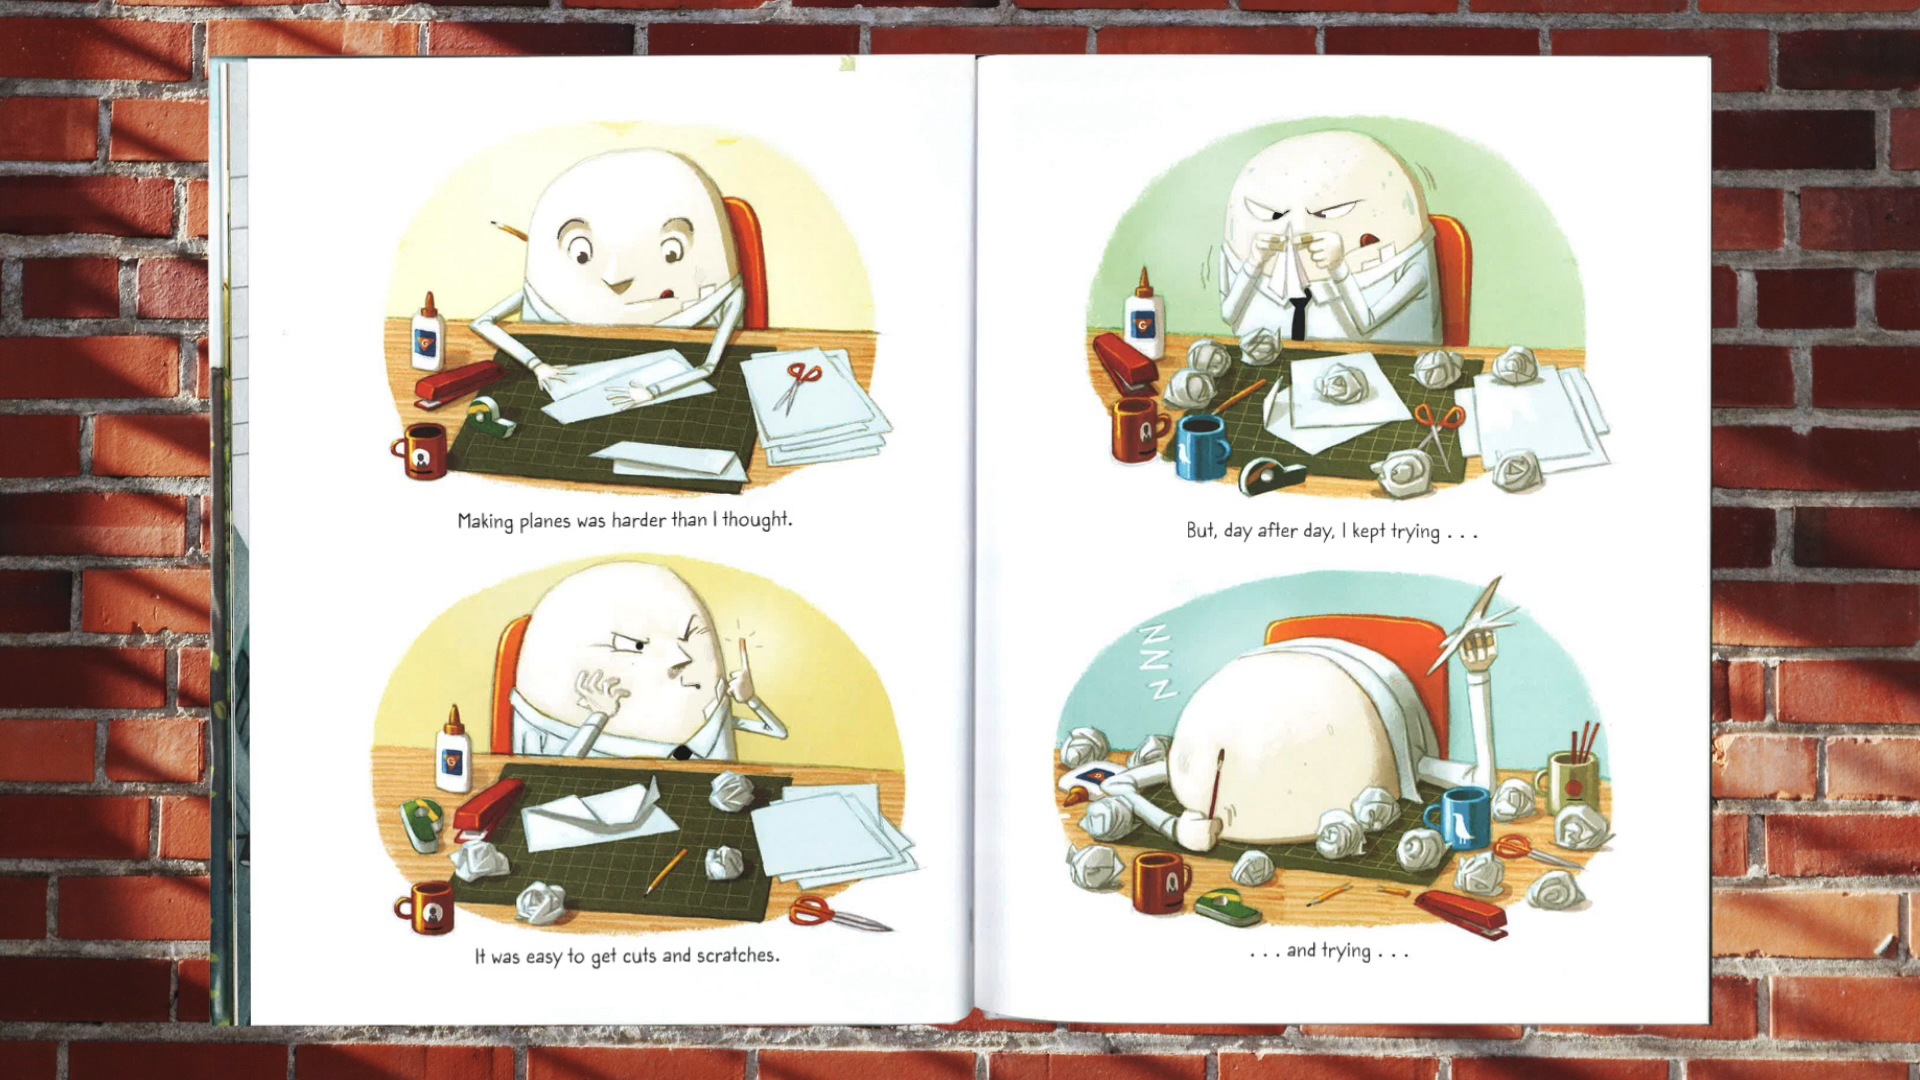 Making planes was harder than I thought.
It was easy to get cuts and scratches.
But, day after day, I kept trying . . .
G
G
G
ZZZ
. . . and trying . . .